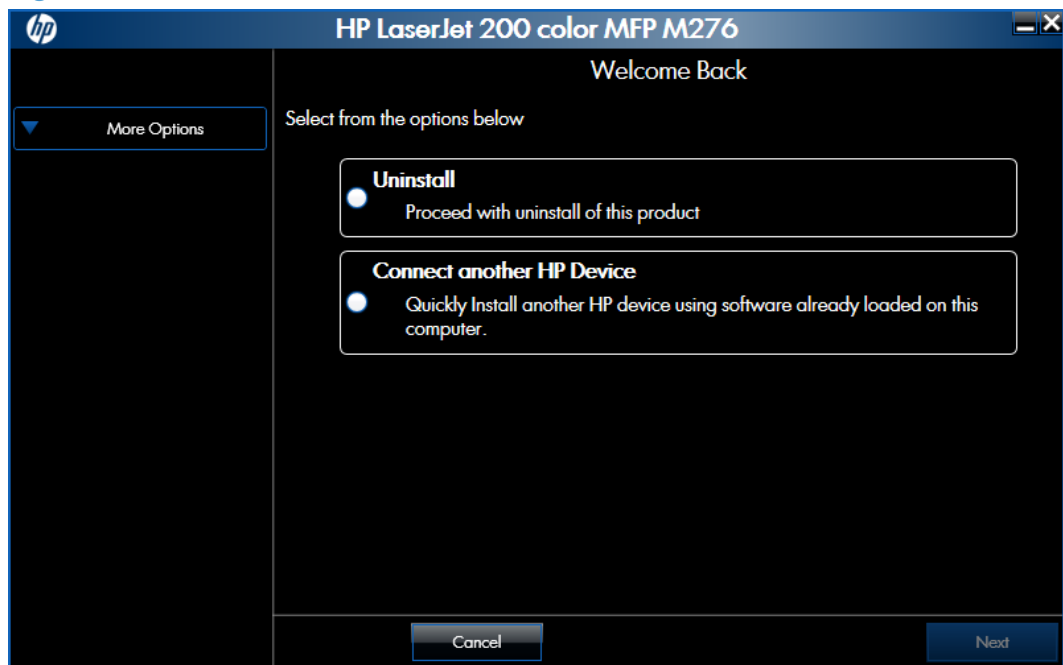 hp
HP LaserJet 200 color MFP M276
Welcome Back
More Options
Select from the options below
Uninstall
Proceed with uninstall of this product
Connect another HP Device
Quickly Install another HP device using software already loaded on this
computer.
Cancel
Next